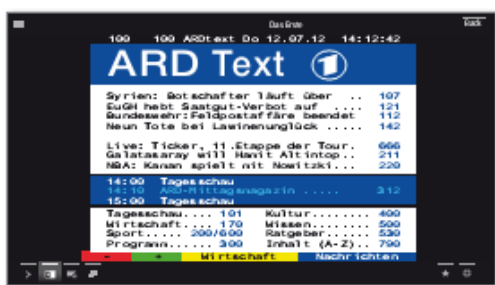 Das Erste
Back
100 100 ARDtext Do 12.07.12 14:12:42
ARD Text 1
Syrien: Botschafter läuft über .. 107
EuGH hebt Saatgut-Verbot auf .... 121
Bundeswehr:Feldpostaffäre beendet 112
Neun Tote bei Lawinenunglück .... 142
Live: Ticker, 11.Etappe der Tour. 666
Galatasaray will Hamit Altintop.. 211
NBA: Kaman spielt mit Nowitzki... 220
14:00 Tagesschau
14:10 ARD-Mittagsmagazin ..... 312
15:00 Tagesschau
Tagesschau.... 101 Kultur....... 400
Wirtschaft.... 170 Wissen....... 500
Sport..... 200/600 Ratgeber..... 530
Programm...... 300 Inhalt (A-Z).. 790
- + Wirtschaft Nachrichten